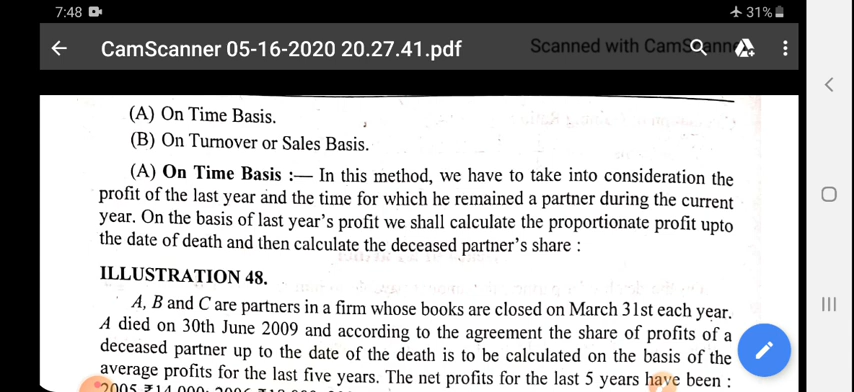 7:48 31%
CamScanner 05-16-2020 20.27.41.pdf Scanned with CamScanner
(A) On Time Basis.
(B) On Turnover or Sales Basis.
(A) On Time Basis :— In this method, we have to take into consideration the
profit of the last year and the time for which he remained a partner during the current
year. On the basis of last year's profit we shall calculate the proportionate profit upto
the date of death and then calculate the deceased partner's share :
ILLUSTRATION 48.
A, B and C are partners in a firm whose books are closed on March 31st each year.
A died on 30th June 2009 and according to the agreement the share of profits of a
deceased partner up to the date of the death is to be calculated on the basis of the
average profits for the last five years. The net profits for the last 5 years have been :
2005 ₹14,000; 2006